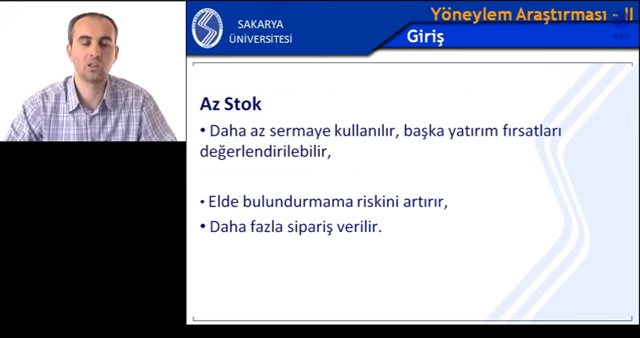 Yöneylem Araştırması - II
SAKARYA
ÜNİVERSİTESİ
Giriş
Az Stok
• Daha az sermaye kullanılır, başka yatırım fırsatları
değerlendirilebilir,
• Elde bulundurmama riskini artırır,
• Daha fazla sipariş verilir.